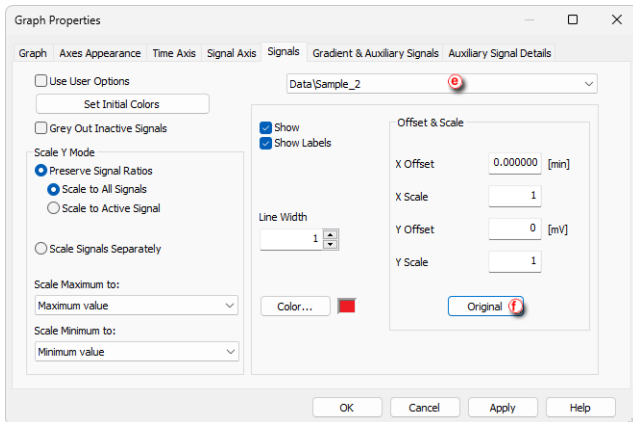 Graph Properties
Graph Axes Appearance Time Axis Signal Axis Signals Gradient & Auxiliary Signals Auxiliary Signal Details
Use User Options
Data\Sample_2
e
Set Initial Colors
Grey Out Inactive Signals
Scale Y Mode
Preserve Signal Ratios
Scale to All Signals
Scale to Active Signal
Scale Signals Separately
Scale Maximum to:
Maximum value
Scale Minimum to:
Minimum value
Show
Show Labels
Line Width
1
Color...
Offset & Scale
X Offset 0.000000 [min]
X Scale 1
Y Offset 0 [mV]
Y Scale 1
Original f
OK Cancel Apply Help